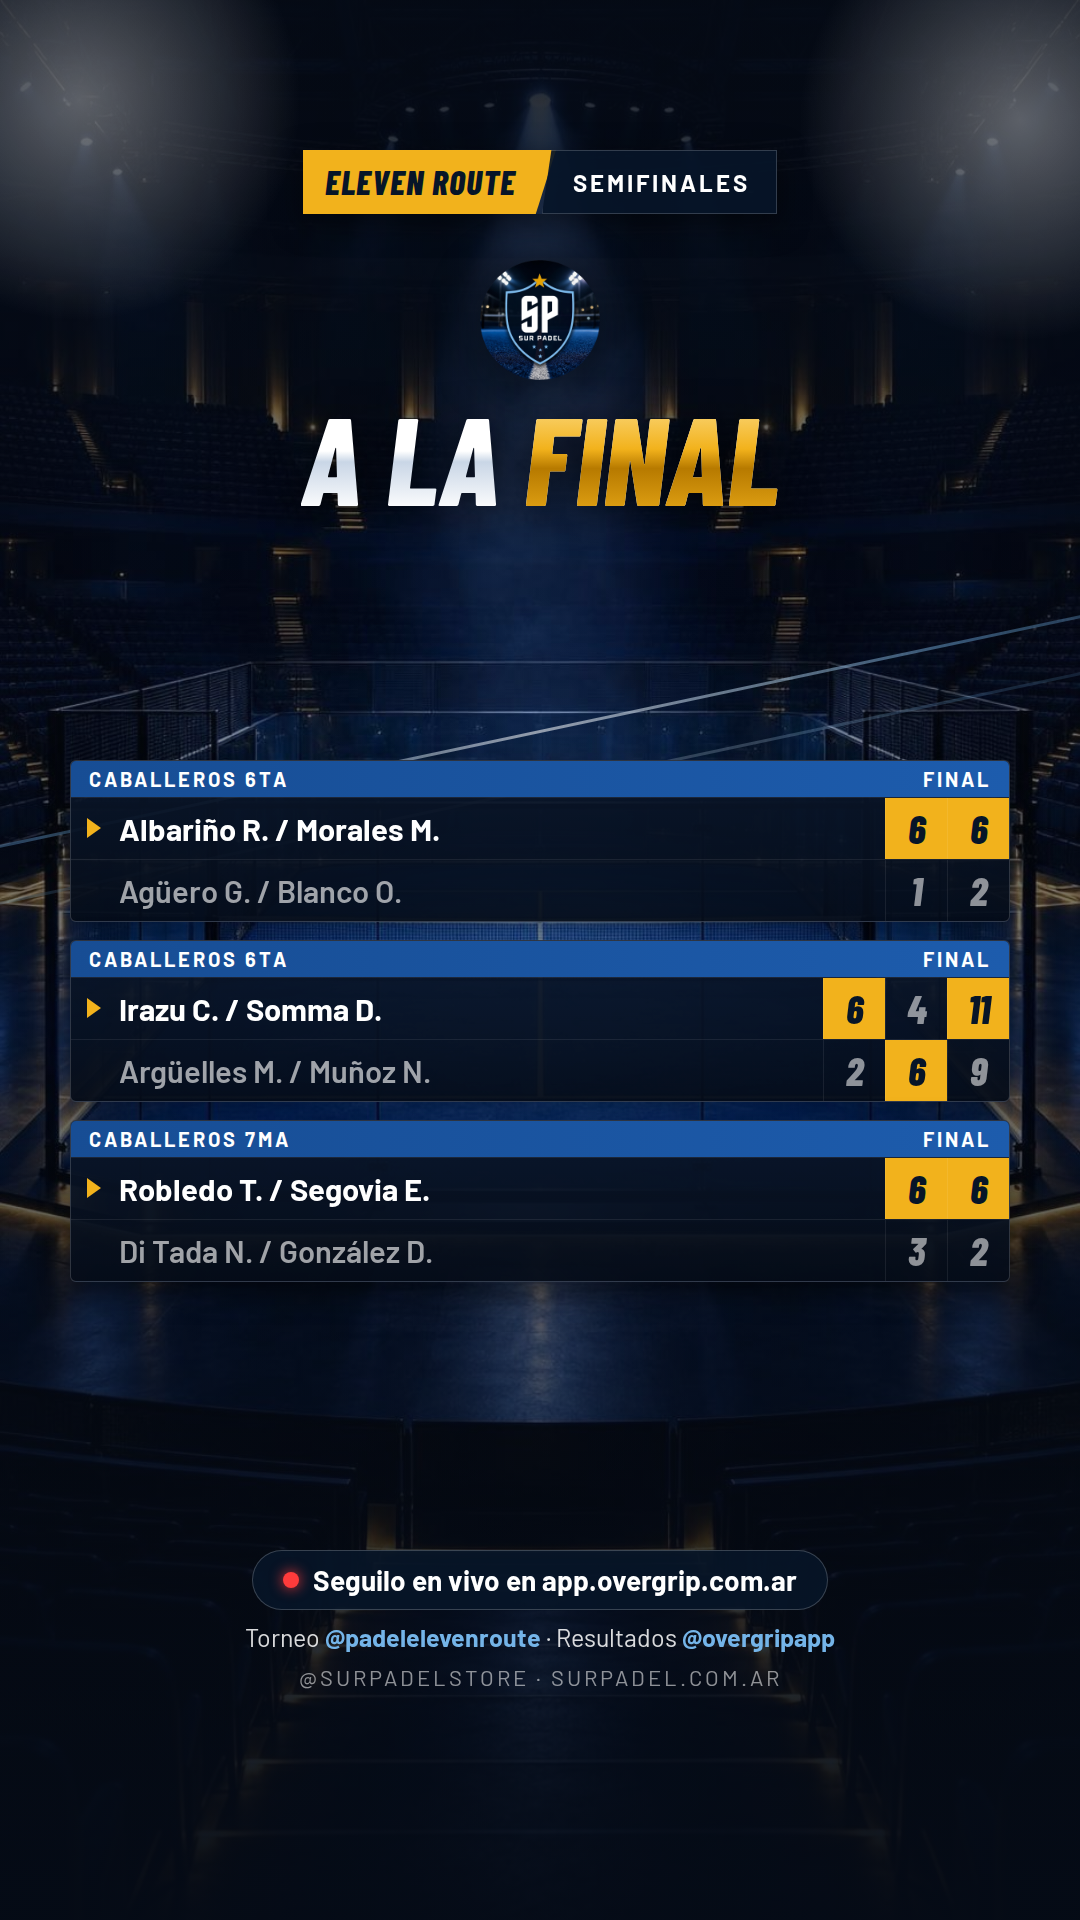 ELEVEN ROUTE SEMIFINALES
SP
SUR PADEL
A LA FINAL
CABALLEROS 6TA FINAL
Albariño R. / Morales M. 6 6
Agüero G. / Blanco O. 1 2
CABALLEROS 6TA FINAL
Irazu C. / Somma D. 6 4 11
Argüelles M. / Muñoz N. 2 6 9
CABALLEROS 7MA FINAL
Robledo T. / Segovia E. 6 6
Di Tada N. / González D. 3 2
Seguilo en vivo en app.overgrip.com.ar
Torneo @padelelevenroute · Resultados @overgripapp
@SURPADELSTORE · SURPADEL.COM.AR